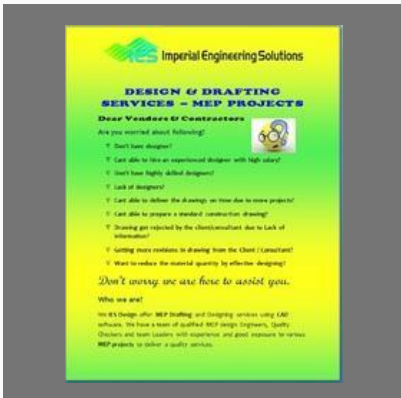 IES Imperial Engineering Solutions
DESIGN & DRAFTING
SERVICES – MEP PROJECTS
Dear Vendors & Contractors
Are you worried about following?
Don't have designer?
Cant able to hire an experienced designer with high salary?
Don't have highly skilled designers?
Lack of designers?
Cant able to deliver the drawings on time due to more projects?
Cant able to prepare a standard construction drawing?
Drawing get rejected by the client/consultant due to Lack of
information?
Getting more revisions in drawing from the Client / Consultant?
Want to reduce the material quantity by effective designing?
Don't worry we are here to assist you.
Who we are?
We IES Design offer MEP Drafting and Designing services using CAD
software. We have a team of qualified MEP design Engineers, Quality
Checkers and team Leaders with experience and good exposure to various
MEP projects to deliver a quality services.